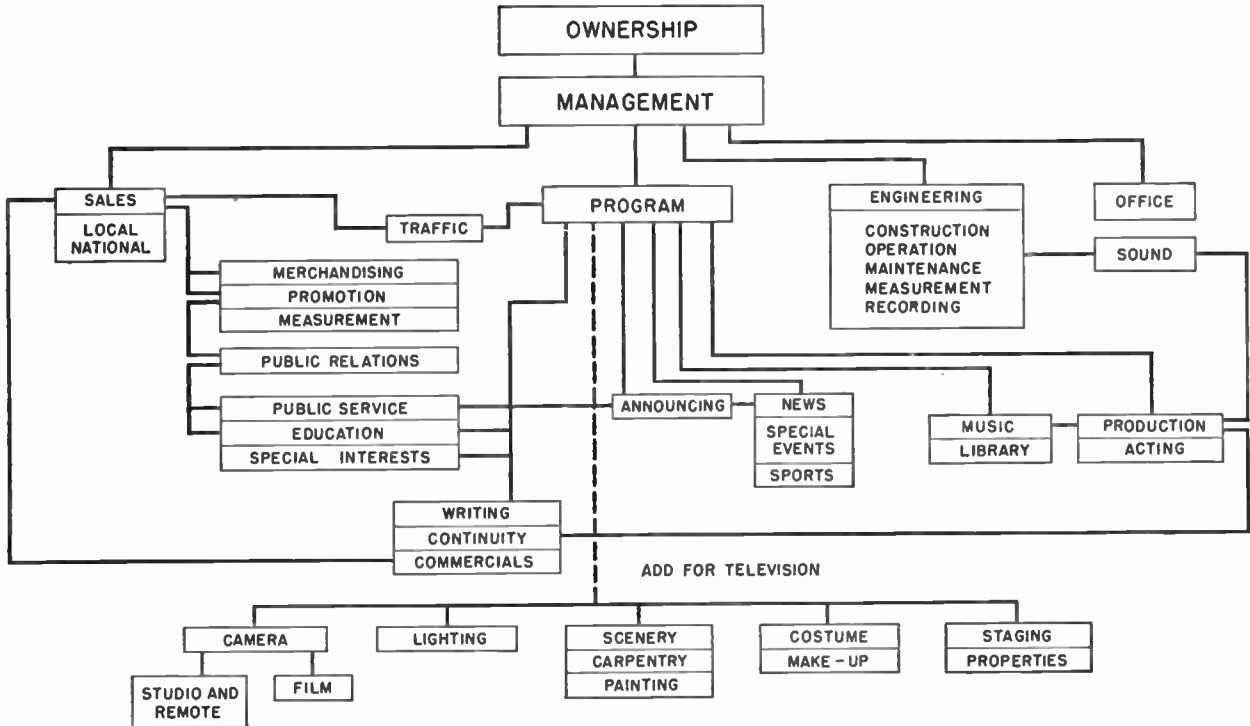 OWNERSHIP
MANAGEMENT
SALES
LOCAL
NATIONAL
TRAFFIC
PROGRAM
ENGINEERING
CONSTRUCTION
OPERATION
MAINTENANCE
MEASUREMENT
RECORDING
OFFICE
SOUND
MERCHANDISING
PROMOTION
MEASUREMENT
PUBLIC RELATIONS
PUBLIC SERVICE
EDUCATION
SPECIAL INTERESTS
ANNOUNCING
NEWS
SPECIAL
EVENTS
SPORTS
MUSIC
LIBRARY
PRODUCTION
ACTING
WRITING
CONTINUITY
COMMERCIALS
ADD FOR TELEVISION
CAMERA
STUDIO AND
REMOTE
FILM
LIGHTING
SCENERY
CARPENTRY
PAINTING
COSTUME
MAKE-UP
STAGING
PROPERTIES